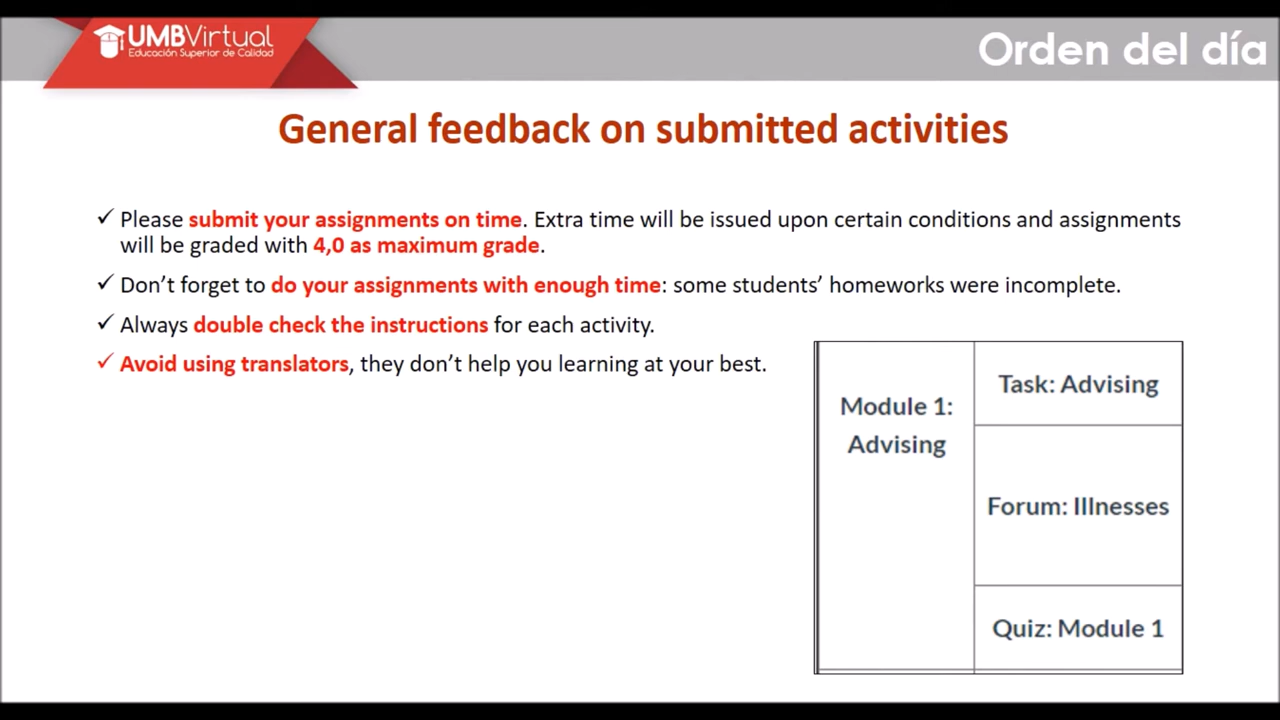 UMBVirtual
Educación Superior de Calidad
Orden del día
General feedback on submitted activities
Please submit your assignments on time. Extra time will be issued upon certain conditions and assignments
will be graded with 4,0 as maximum grade.
Don’t forget to do your assignments with enough time: some students’ homeworks were incomplete.
Always double check the instructions for each activity.
Avoid using translators, they don’t help you learning at your best.
Module 1:
Advising
Task: Advising
Forum: Illnesses
Quiz: Module 1